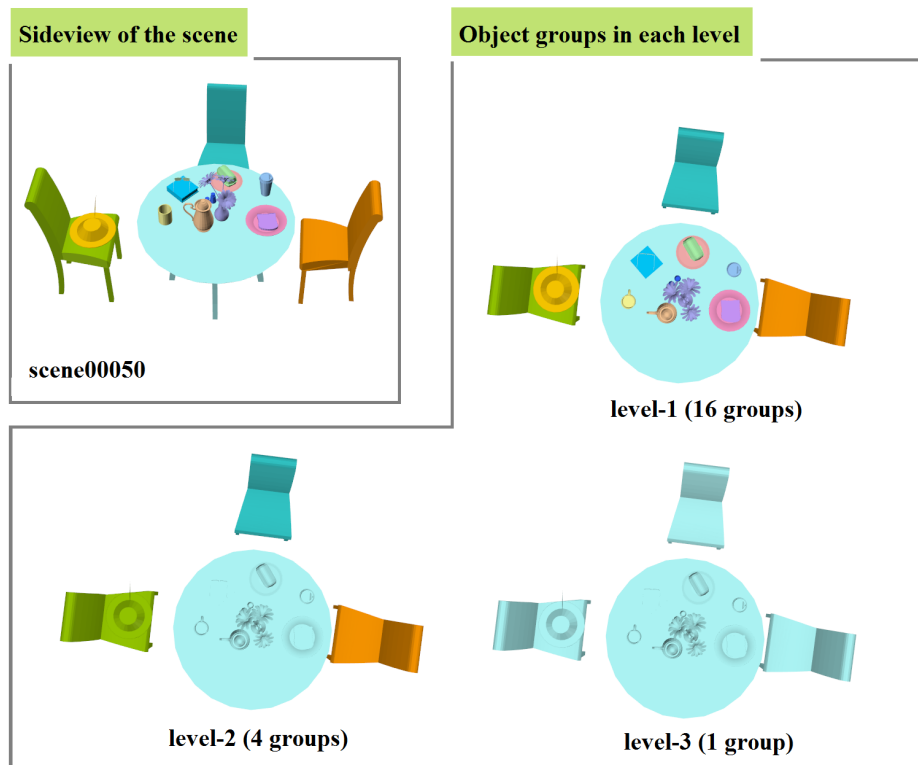 Sideview of the scene
Object groups in each level
scene00050
level-1 (16 groups)
level-2 (4 groups)
level-3 (1 group)